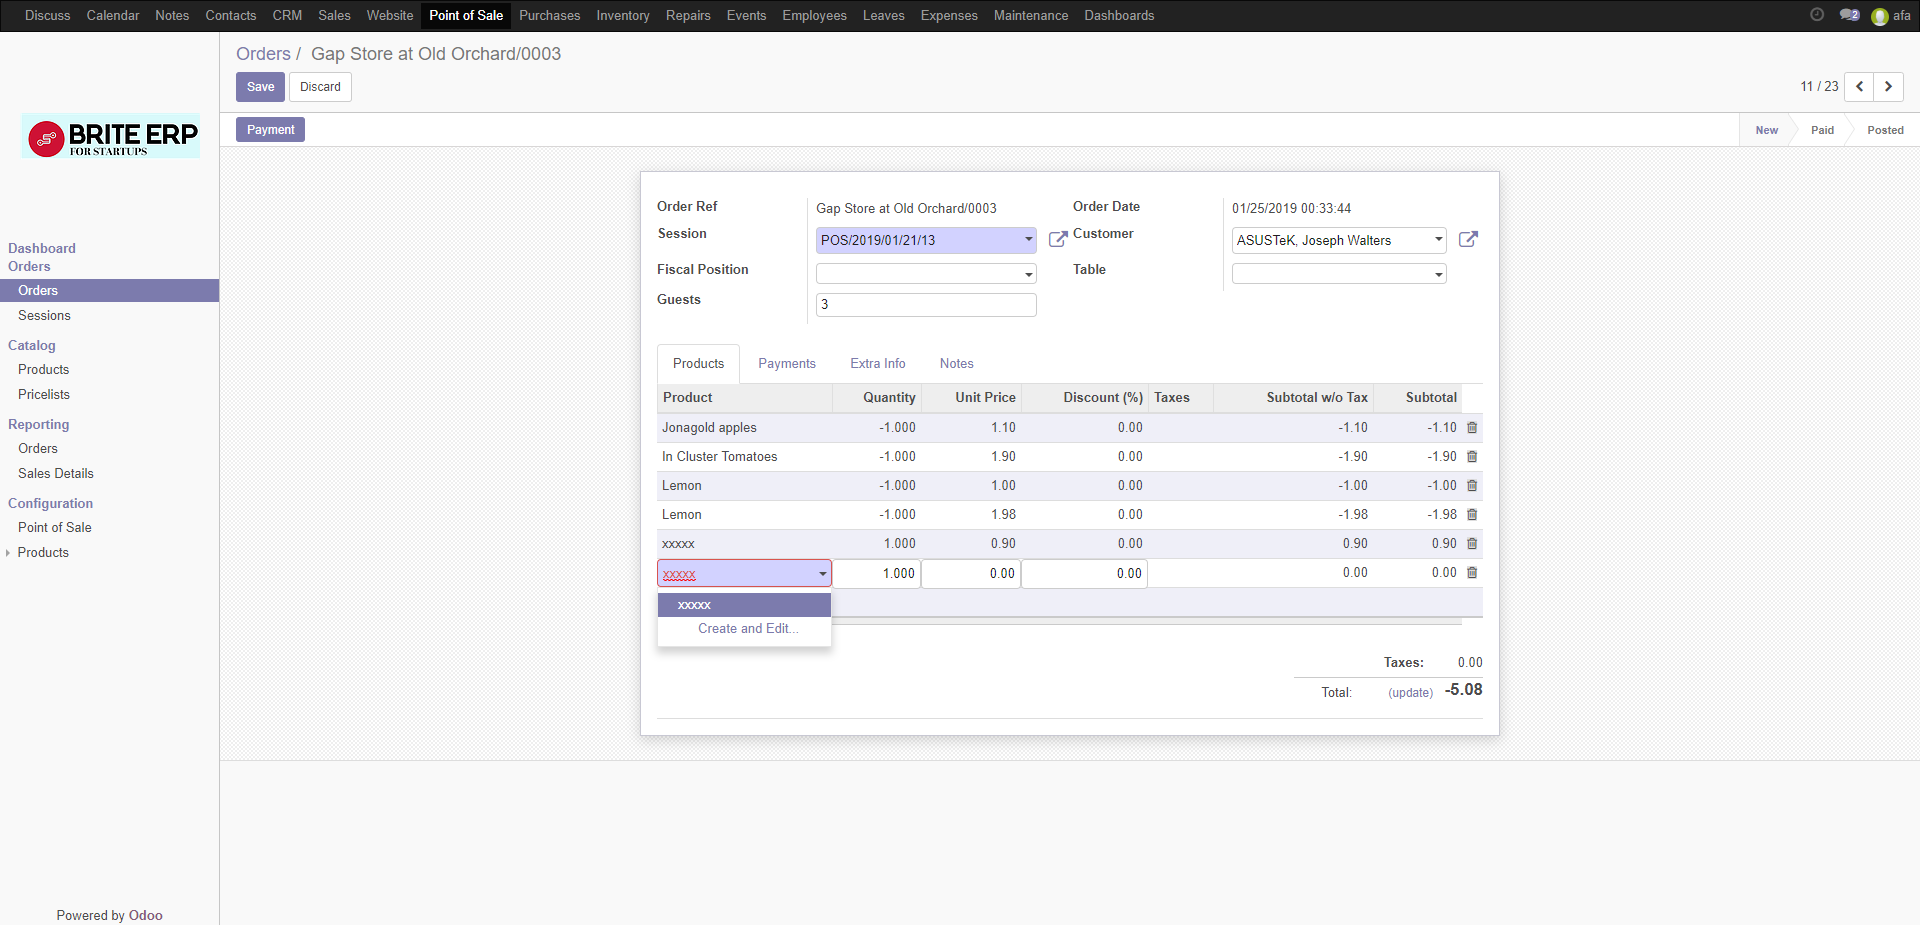 Discuss Calendar Notes Contacts CRM Sales Website Point of Sale Purchases Inventory Repairs Events Employees Leaves Expenses Maintenance Dashboards 2 afa
Orders / Gap Store at Old Orchard/0003
Save Discard 11 / 23
Payment New Paid Posted
BRITE ERP
FOR STARTUPS
Dashboard
Orders
Orders
Sessions
Catalog
Products
Pricelists
Reporting
Orders
Sales Details
Configuration
Point of Sale
Products
Powered by Odoo
Order Ref Gap Store at Old Orchard/0003 Order Date 01/25/2019 00:33:44
Session POS/2019/01/21/13 Customer ASUSTeK, Joseph Walters
Fiscal Position Table
Guests 3
Products Payments Extra Info Notes
Product Quantity Unit Price Discount (%) Taxes Subtotal w/o Tax Subtotal
Jonagold apples -1.000 1.10 0.00 -1.10 -1.10
In Cluster Tomatoes -1.000 1.90 0.00 -1.90 -1.90
Lemon -1.000 1.00 0.00 -1.00 -1.00
Lemon -1.000 1.98 0.00 -1.98 -1.98
xxxxx 1.000 0.90 0.00 0.90 0.90
xxxxx 1.000 0.00 0.00 0.00 0.00
xxxxx
Create and Edit...
Taxes: 0.00
Total: (update) -5.08